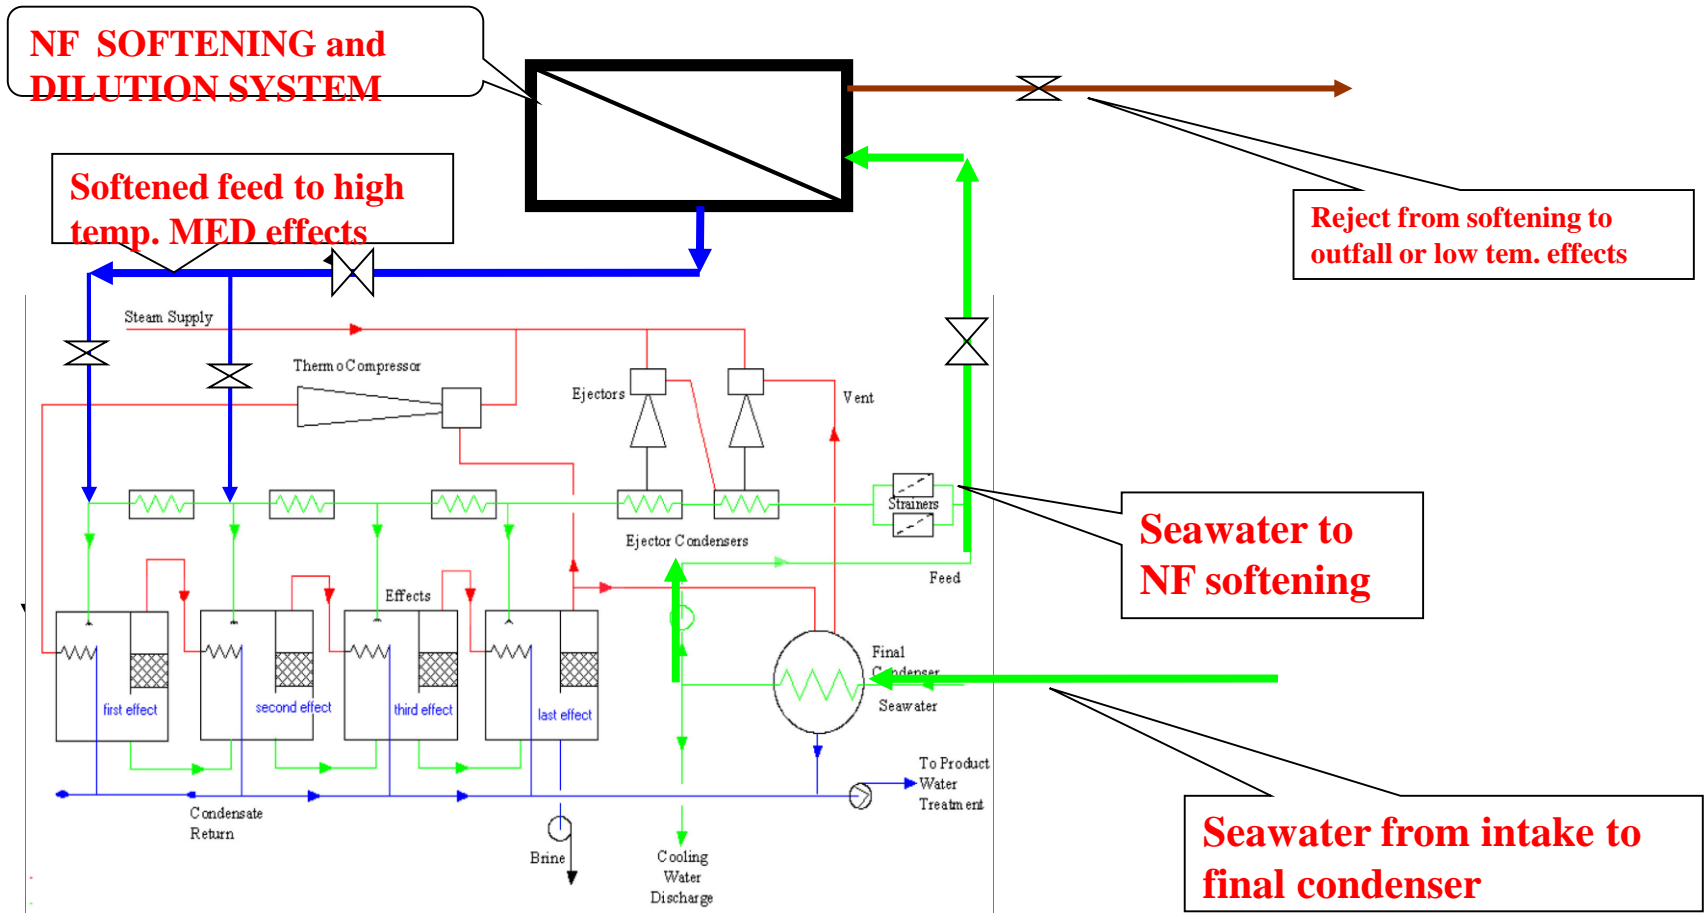 NF SOFTENING and
DILUTION SYSTEM
Softened feed to high
temp. MED effects
Reject from softening to
outfall or low tem. effects
Steam Supply
Thermo Compressor
Ejectors
Vent
Strainers
Ejector Condensers
Feed
Seawater to
NF softening
Effects
Final
Condenser
Seawater
first effect
second effect
third effect
last effect
To Product
Water
Treatment
Condensate
Return
Brine
Cooling
Water
Discharge
Seawater from intake to
final condenser